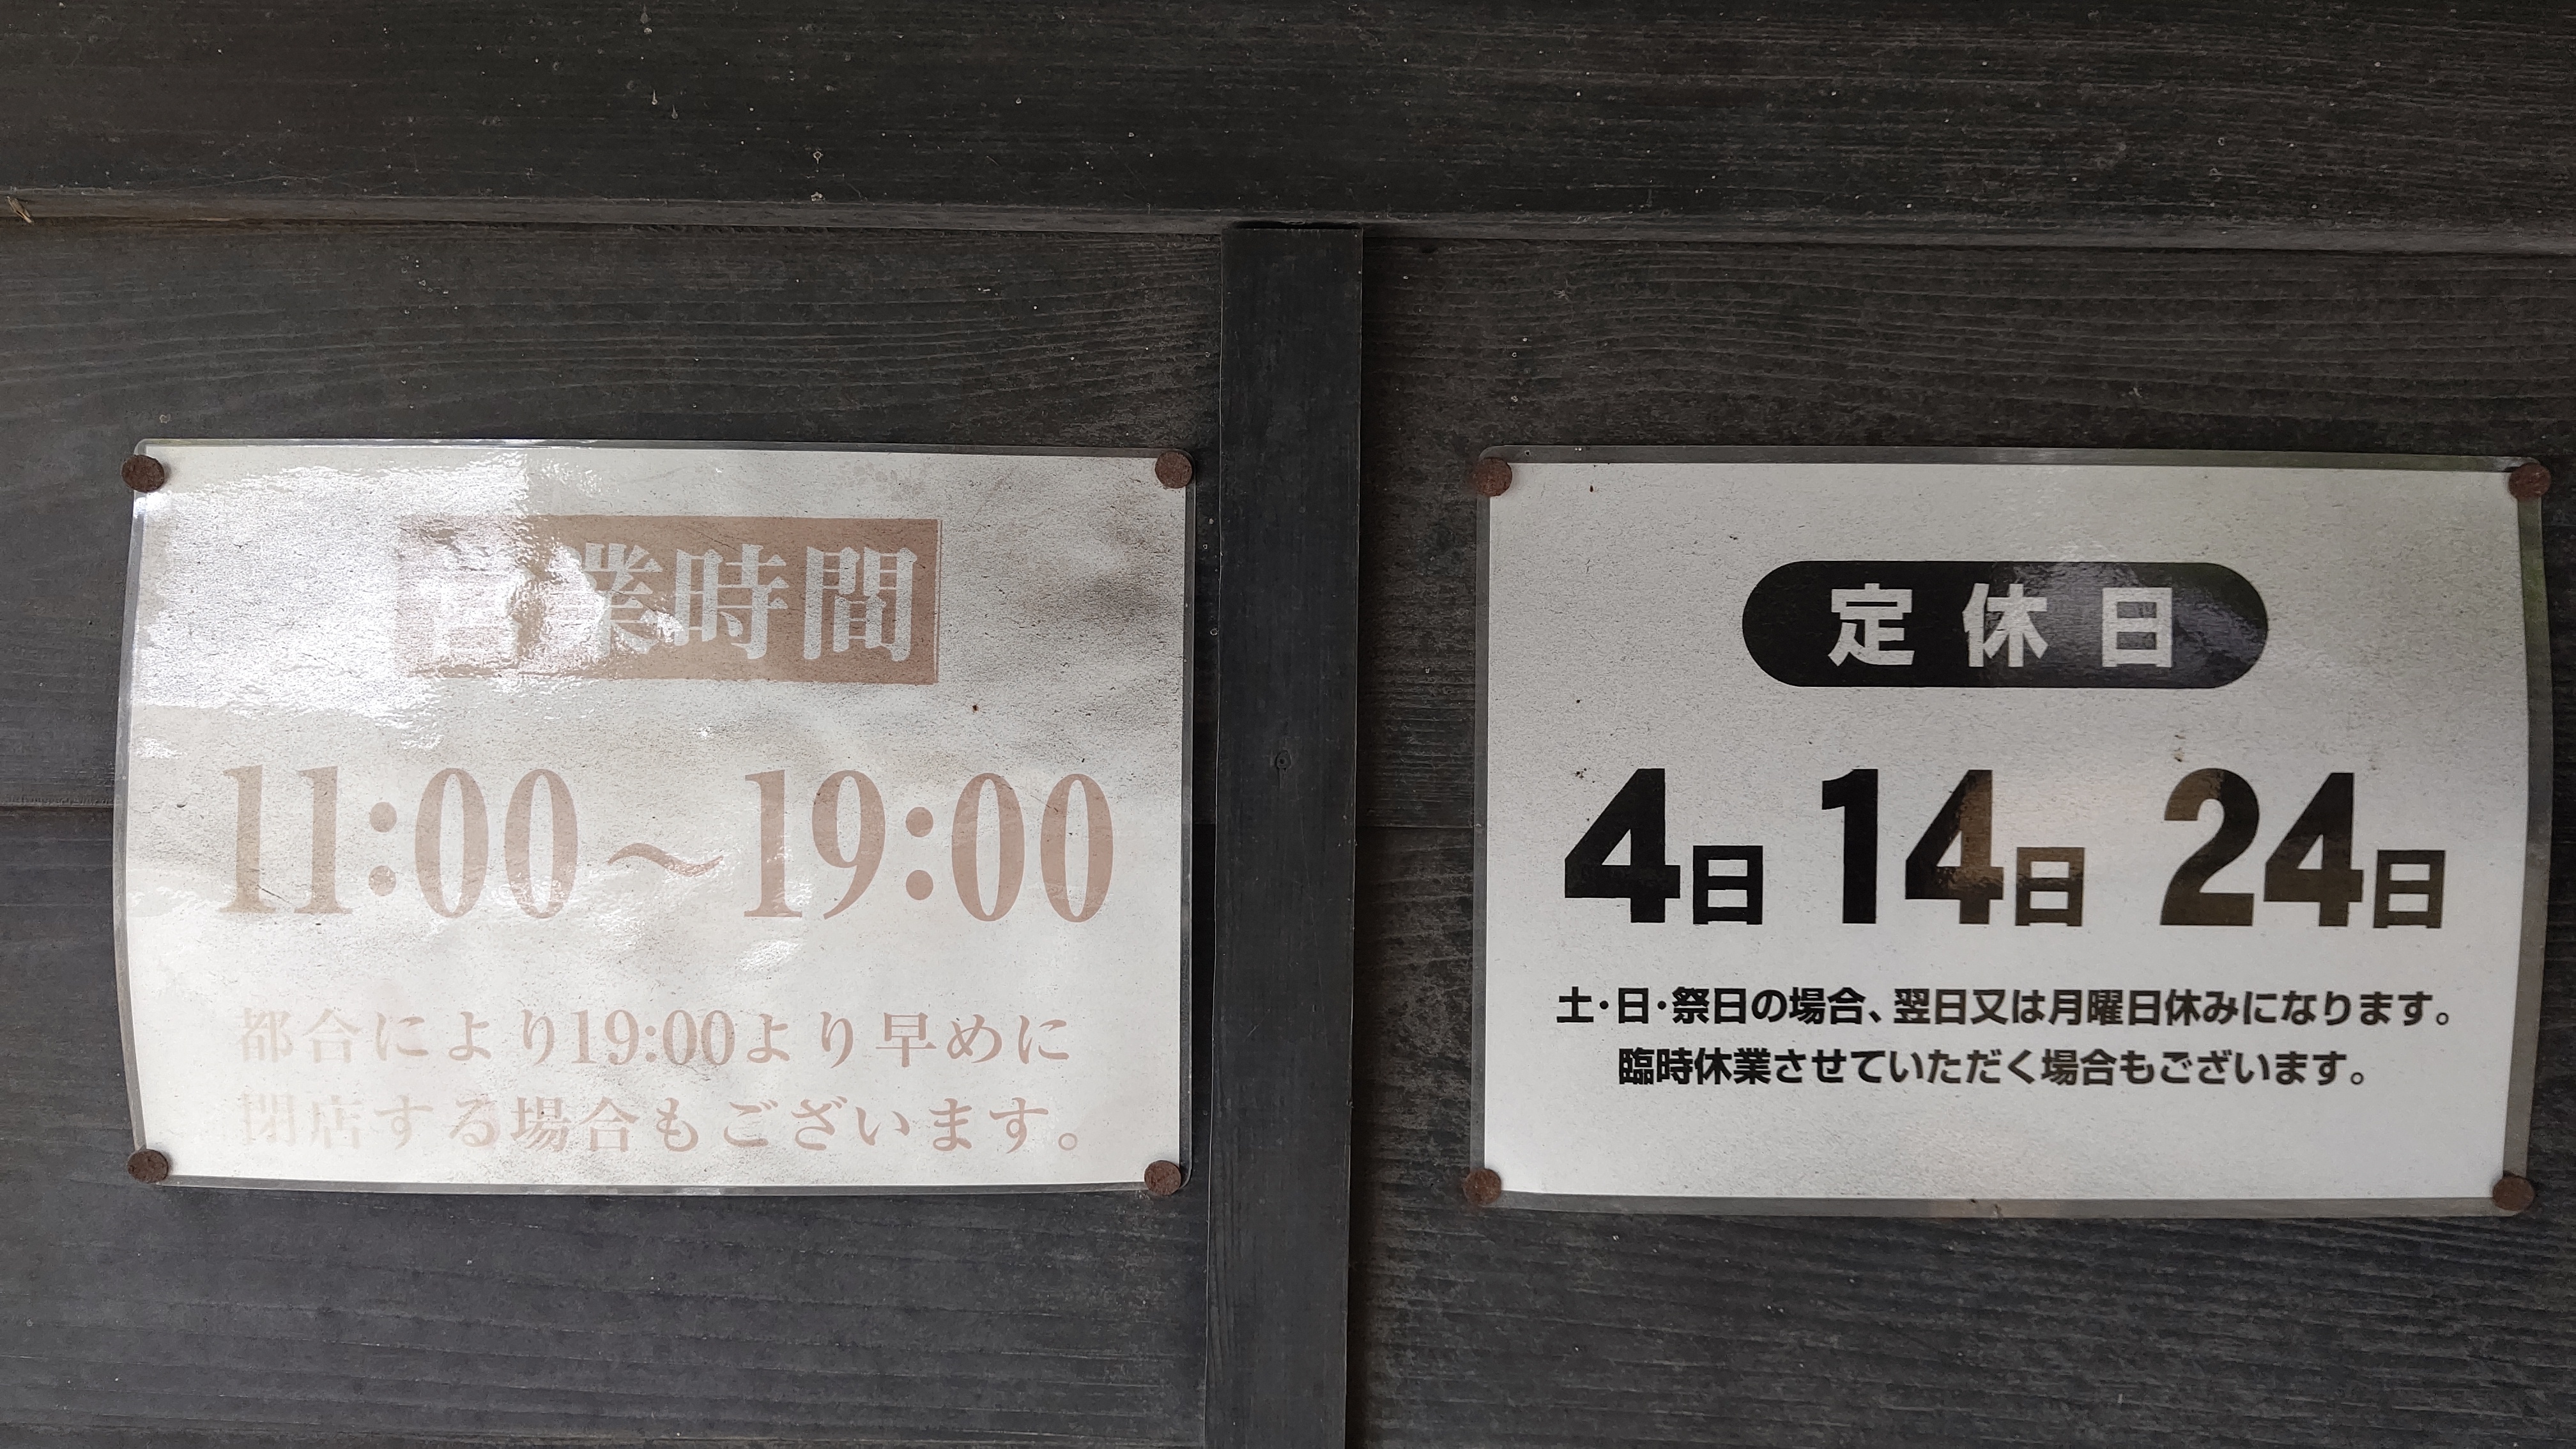 営業時間
11:00～19:00
都合により19:00より早めに
閉店する場合もございます。
定休日
4日 14日 24日
土・日・祭日の場合、翌日又は月曜日休みになります。
臨時休業させていただく場合もございます。